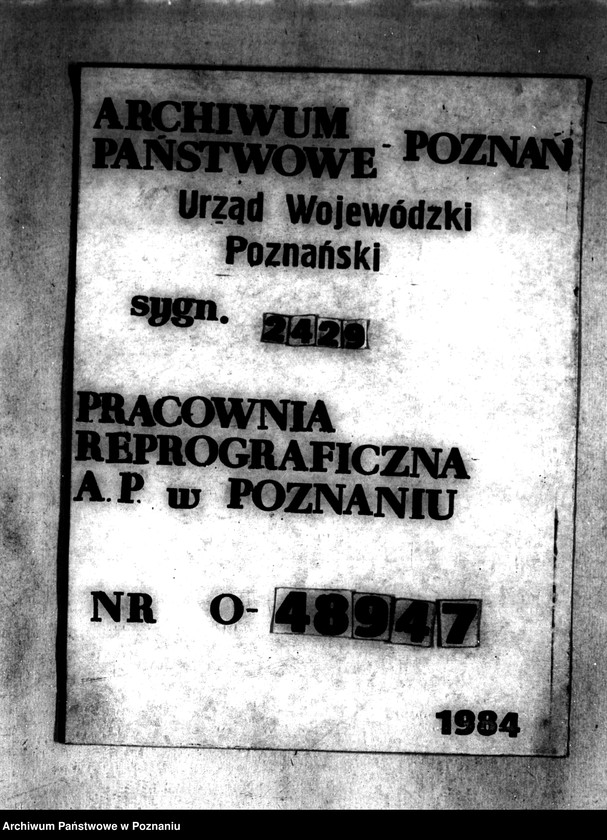 ARCHIWUM
PAŃSTWOWE - POZNAŃ
Urząd Wojewódzki
Poznański
sygn. 2429
PRACOWNIA
REPROGRAFICZNA
A. P. w POZNANIU
NR O- 48947
1984
Archiwum Państwowe w Poznaniu